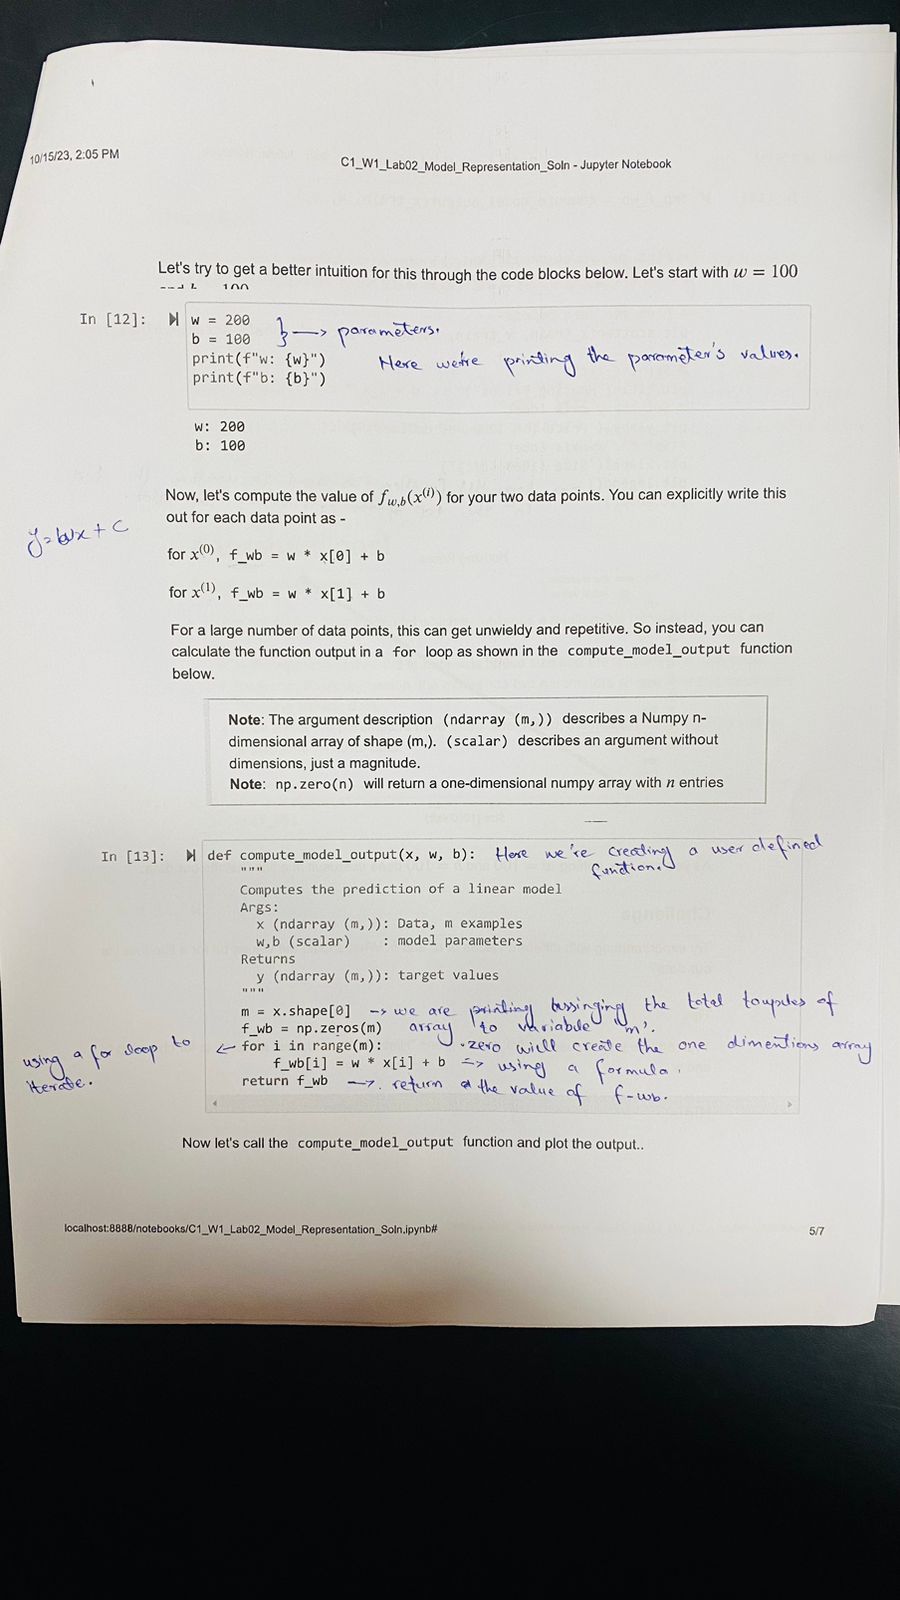 10/15/23, 2:05 PM
C1_W1_Lab02_Model_Representation_Soln - Jupyter Notebook
Let's try to get a better intuition for this through the code blocks below. Let's start with w = 100
100
In [12]:
w = 200
b = 100
print(f"w: {w}")
print(f"b: {b}")
} → parameters.
Here we're printing the parameter's values.
w: 200
b: 100
Now, let's compute the value of f_w,b(x^(i)) for your two data points. You can explicitly write this
out for each data point as -
for x^(0), f_wb = w * x[0] + b
for x^(1), f_wb = w * x[1] + b
For a large number of data points, this can get unwieldy and repetitive. So instead, you can
calculate the function output in a for loop as shown in the compute_model_output function
below.
Note: The argument description (ndarray (m,)) describes a Numpy n-
dimensional array of shape (m,). (scalar) describes an argument without
dimensions, just a magnitude.
Note: np.zero(n) will return a one-dimensional numpy array with n entries
In [13]:
def compute_model_output(x, w, b): Here we're creating a user defined
function.
"""
Computes the prediction of a linear model
Args:
x (ndarray (m,)): Data, m examples
w,b (scalar) : model parameters
Returns
y (ndarray (m,)): target values
"""
m = x.shape[0] → we are printing the total of
f_wb = np.zeros(m) array to variable 'm'.
using a for loop to ← for i in range(m): .zero will create the one dimentions array
iterate.
f_wb[i] = w * x[i] + b => using a formula.
return f_wb → return the value of f-wb.
Now let's call the compute_model_output function and plot the output..
localhost:8888/notebooks/C1_W1_Lab02_Model_Representation_Soln.ipynb#
5/7